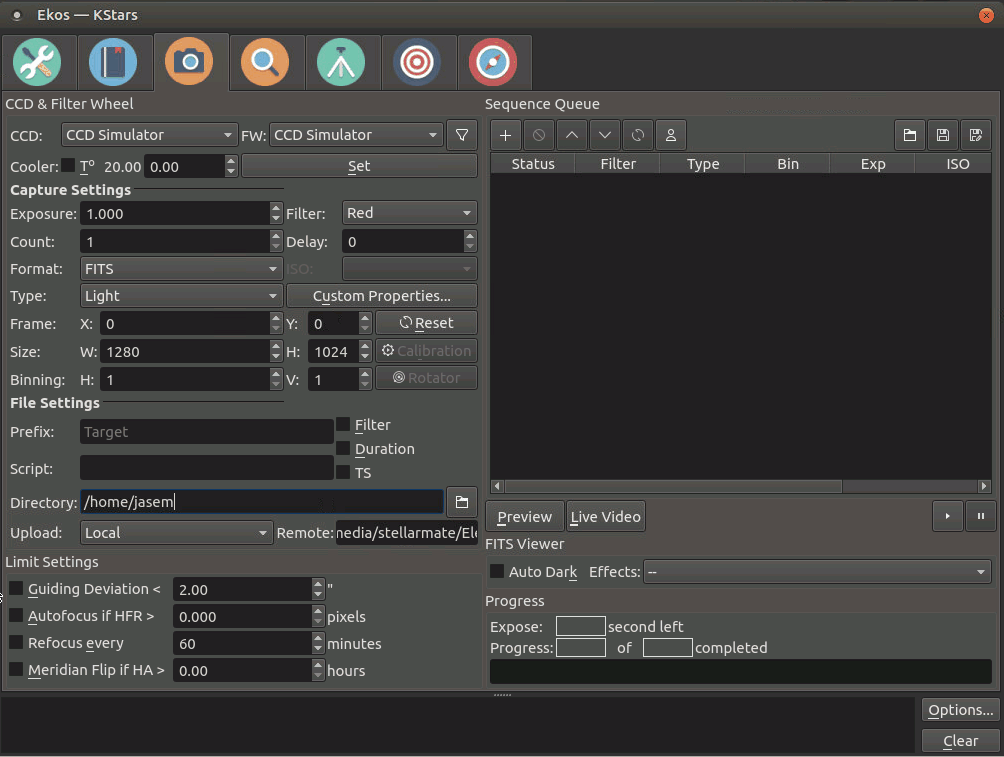 Ekos — KStars
CCD & Filter Wheel
CCD: CCD Simulator FW: CCD Simulator
Cooler: Tº 20.00 0.00 Set
Capture Settings
Exposure: 1.000 Filter: Red
Count: 1 Delay: 0
Format: FITS ISO:
Type: Light Custom Properties...
Frame: X: 0 Y: 0 Reset
Size: W: 1280 H: 1024 Calibration
Binning: H: 1 V: 1 Rotator
File Settings
Prefix: Target Filter
Duration
Script: TS
Directory: /home/jasem
Upload: Local Remote: nedia/stellarmate/Ele
Limit Settings
Guiding Deviation < 2.00 "
Autofocus if HFR > 0.000 pixels
Refocus every 60 minutes
Meridian Flip if HA > 0.00 hours
Sequence Queue
Status Filter Type Bin Exp ISO
Preview Live Video
FITS Viewer
Auto Dark Effects: --
Progress
Expose: second left
Progress: of completed
Options...
Clear